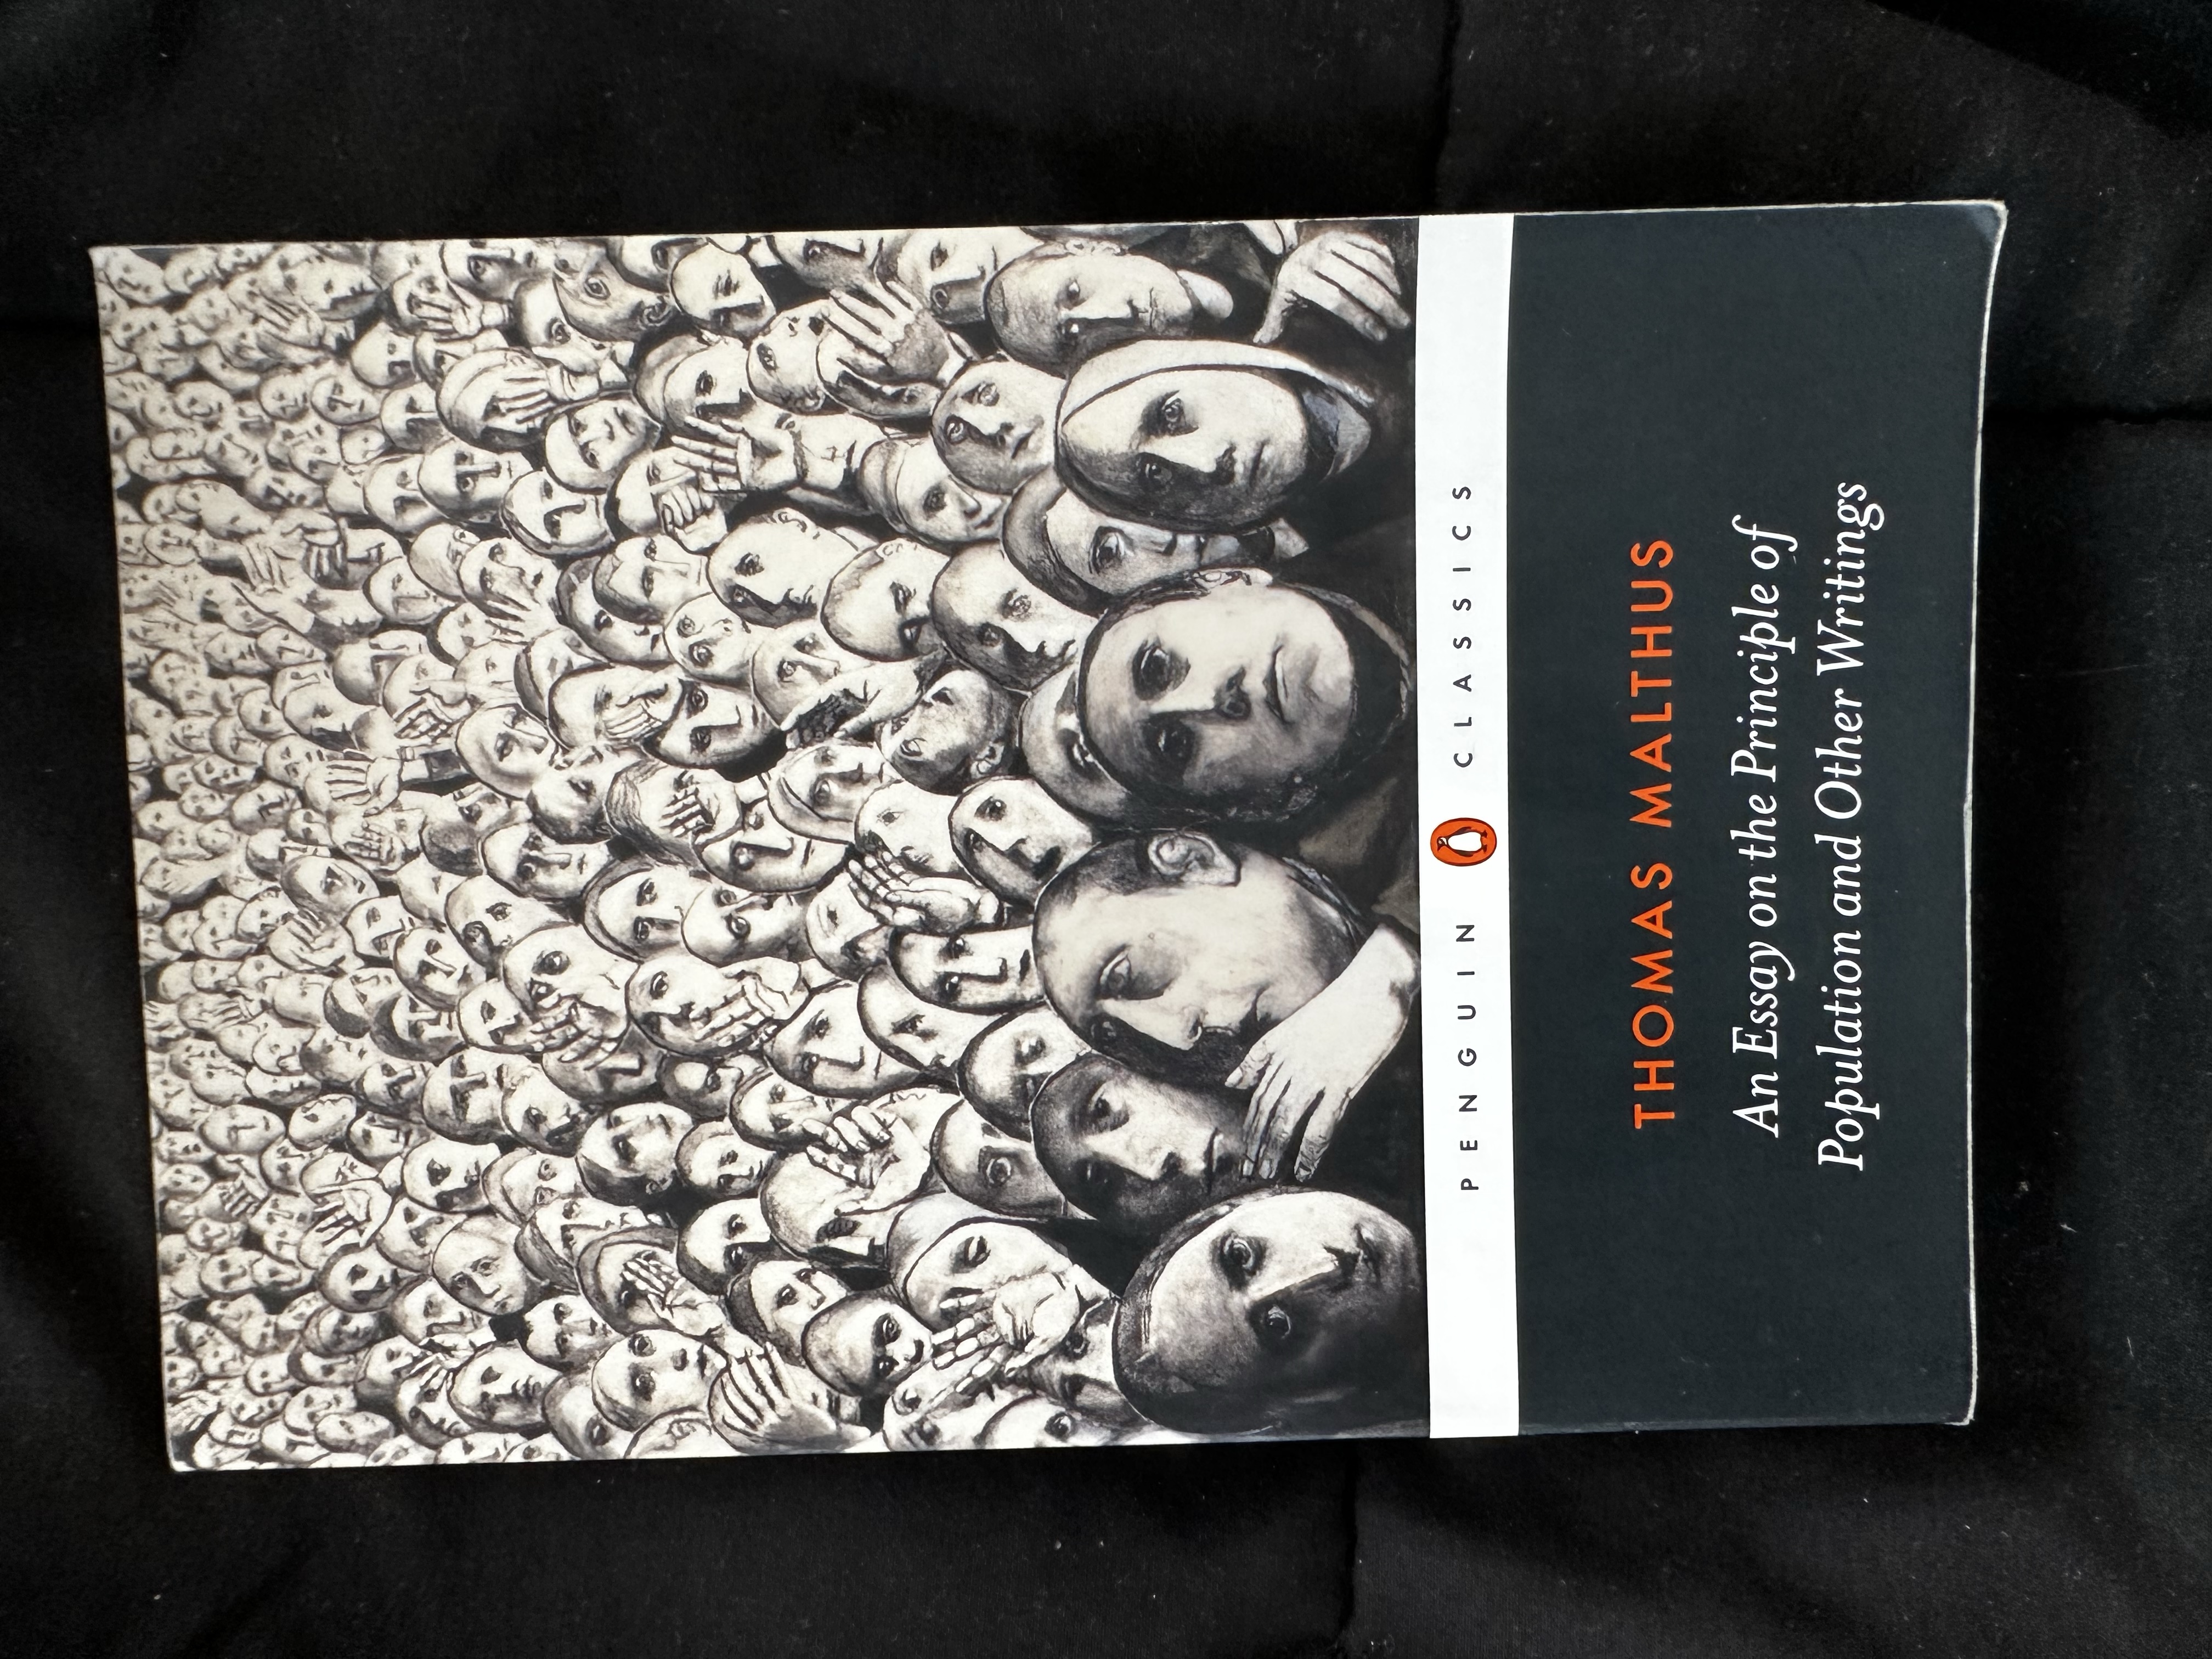 PENGUIN CLASSICS
THOMAS MALTHUS
An Essay on the Principle of
Population and Other Writings